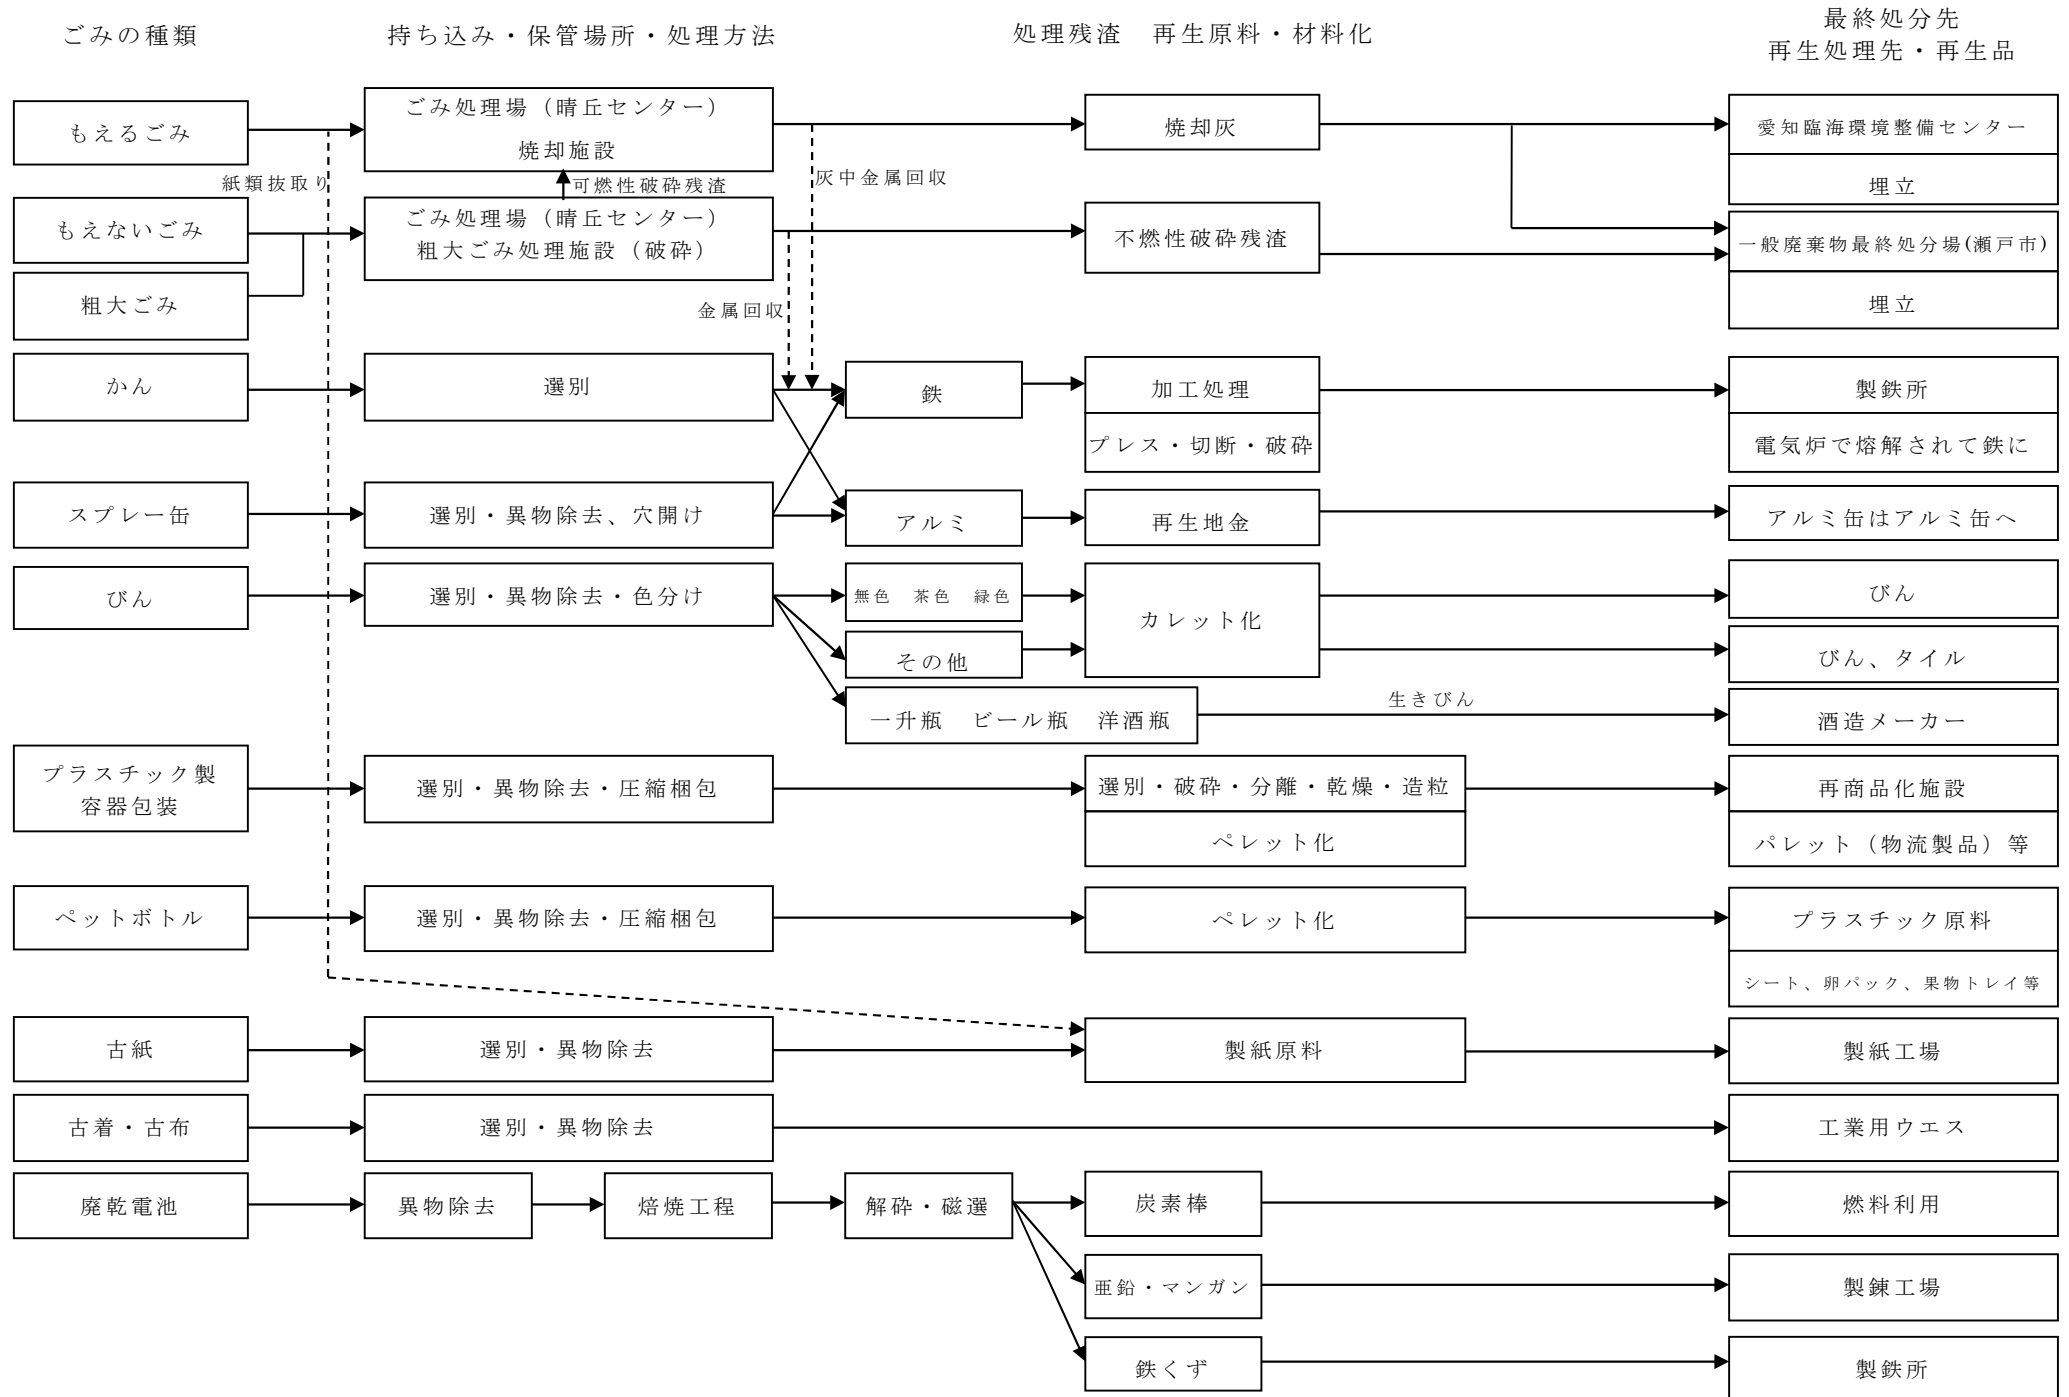 ごみの種類
持ち込み・保管場所・処理方法
処理残渣　再生原料・材料化
最終処分先
再生処理先・再生品
もえるごみ
ごみ処理場（晴丘センター）
焼却施設
焼却灰
愛知臨海環境整備センター
埋立
紙類抜取り
可燃性破砕残渣
灰中金属回収
もえないごみ
ごみ処理場（晴丘センター）
粗大ごみ処理施設（破砕）
不燃性破砕残渣
一般廃棄物最終処分場(瀬戸市)
埋立
粗大ごみ
金属回収
かん
選別
鉄
加工処理
プレス・切断・破砕
製鉄所
電気炉で熔解されて鉄に
スプレー缶
選別・異物除去、穴開け
アルミ
再生地金
アルミ缶はアルミ缶へ
びん
選別・異物除去・色分け
無色　茶色　緑色
カレット化
びん
その他
びん、タイル
一升瓶　ビール瓶　洋酒瓶
生きびん
酒造メーカー
プラスチック製
容器包装
選別・異物除去・圧縮梱包
選別・破砕・分離・乾燥・造粒
ペレット化
再商品化施設
パレット（物流製品）等
ペットボトル
選別・異物除去・圧縮梱包
ペレット化
プラスチック原料
シート、卵パック、果物トレイ等
古紙
選別・異物除去
製紙原料
製紙工場
古着・古布
選別・異物除去
工業用ウエス
廃乾電池
異物除去
焙焼工程
解砕・磁選
炭素棒
燃料利用
亜鉛・マンガン
製錬工場
鉄くず
製鉄所